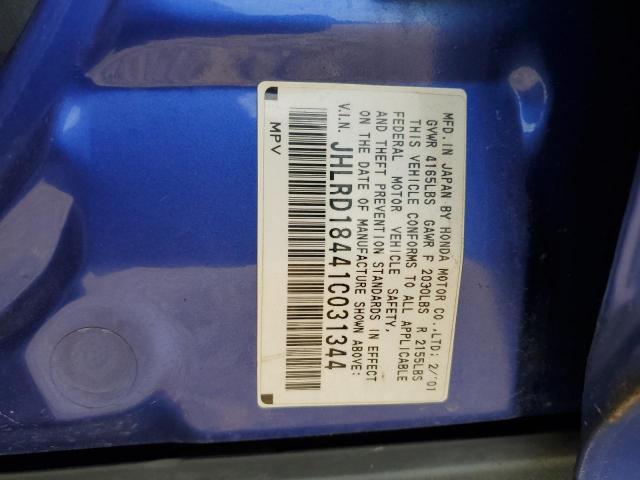 MFD. IN JAPAN BY HONDA MOTOR CO., LTD: 2/'01
GVWR 4165LBS GAWR F 2030LBS R 2155LBS
THIS VEHICLE CONFORMS TO ALL APPLICABLE
FEDERAL MOTOR VEHICLE SAFETY,
AND THEFT PREVENTION STANDARDS IN EFFECT
ON THE DATE OF MANUFACTURE SHOWN ABOVE:
V.I.N. JHLRD18441C031344
MPV